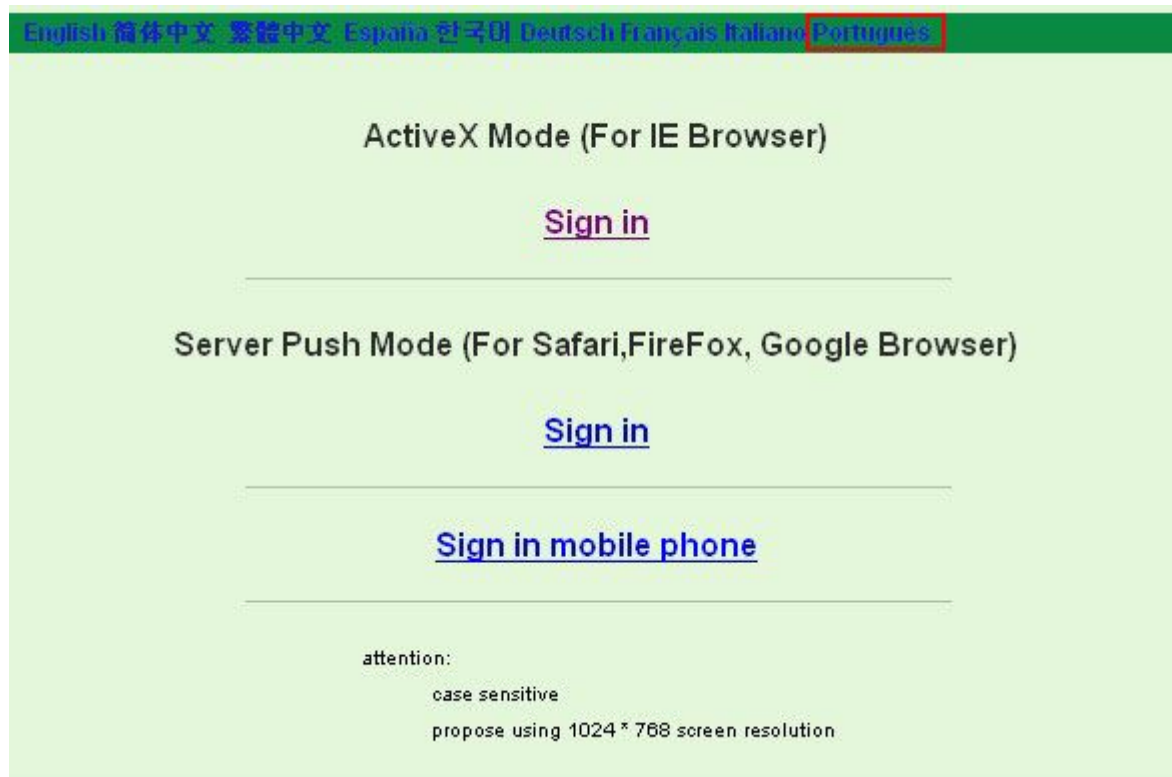 English 简体中文 繁體中文 España 한국어 Deutsch Français Italiano Português
ActiveX Mode (For IE Browser)
Sign in
Server Push Mode (For Safari,FireFox, Google Browser)
Sign in
Sign in mobile phone
attention:
case sensitive
propose using 1024 * 768 screen resolution